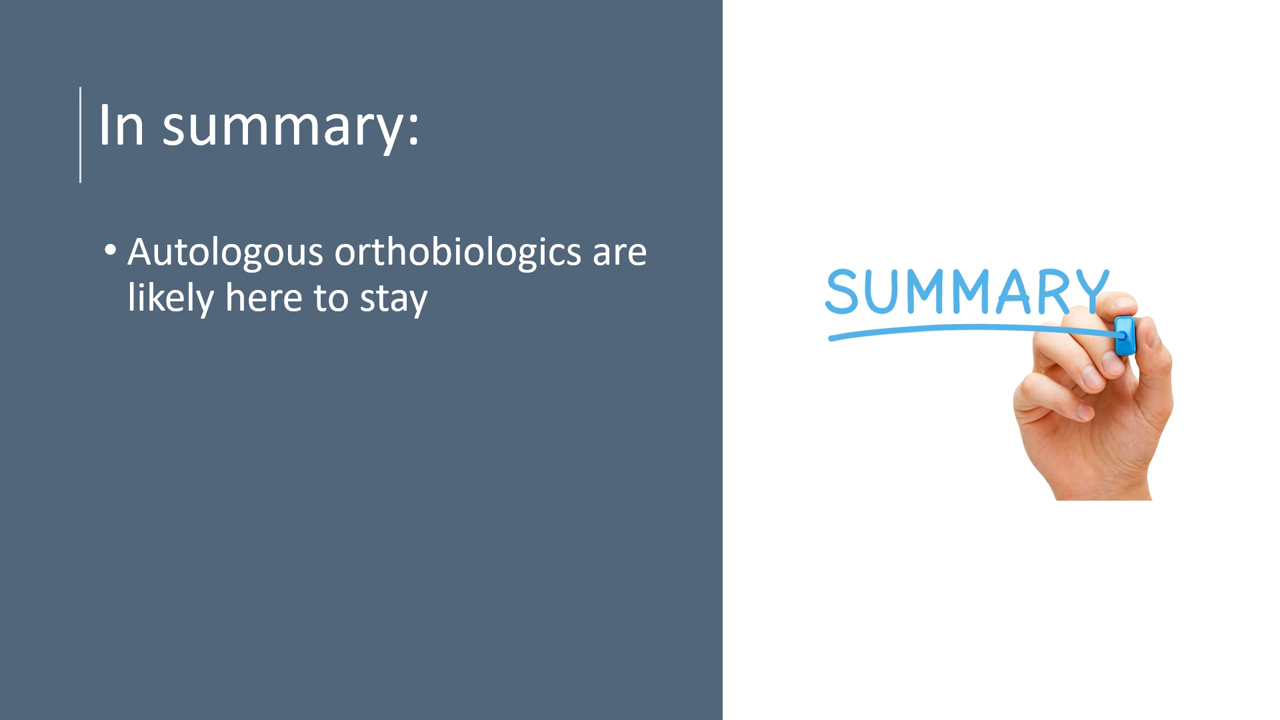 In summary:
• Autologous orthobiologics are
likely here to stay
SUMMARY